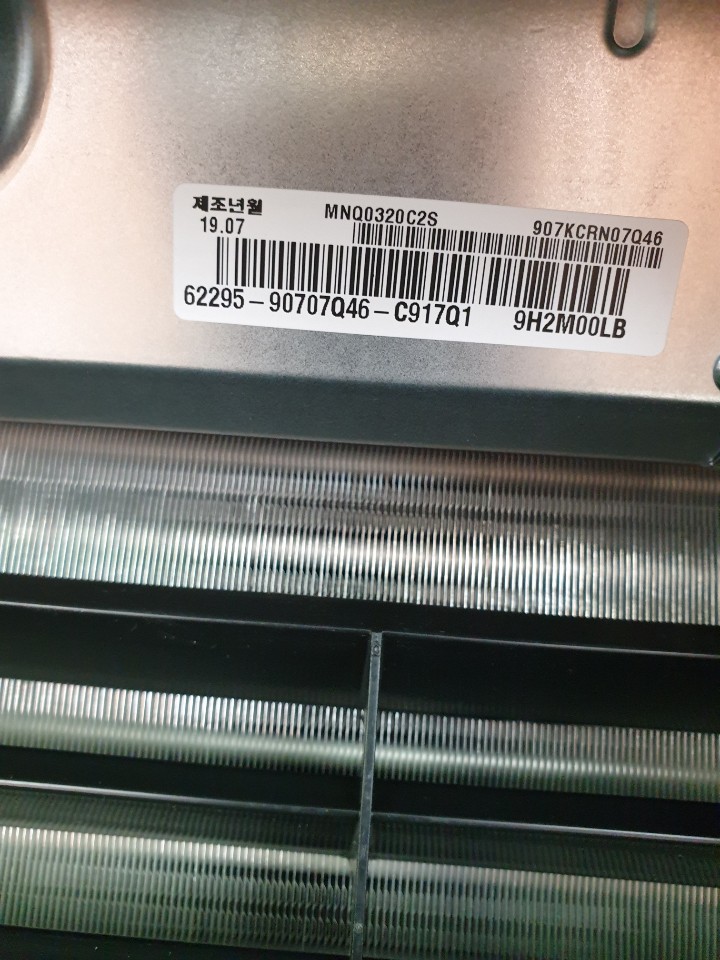 제조년월 MNQ0320C2S 907KCRN07Q46
19.07
62295-90707Q46-C917Q1 9H2M00LB